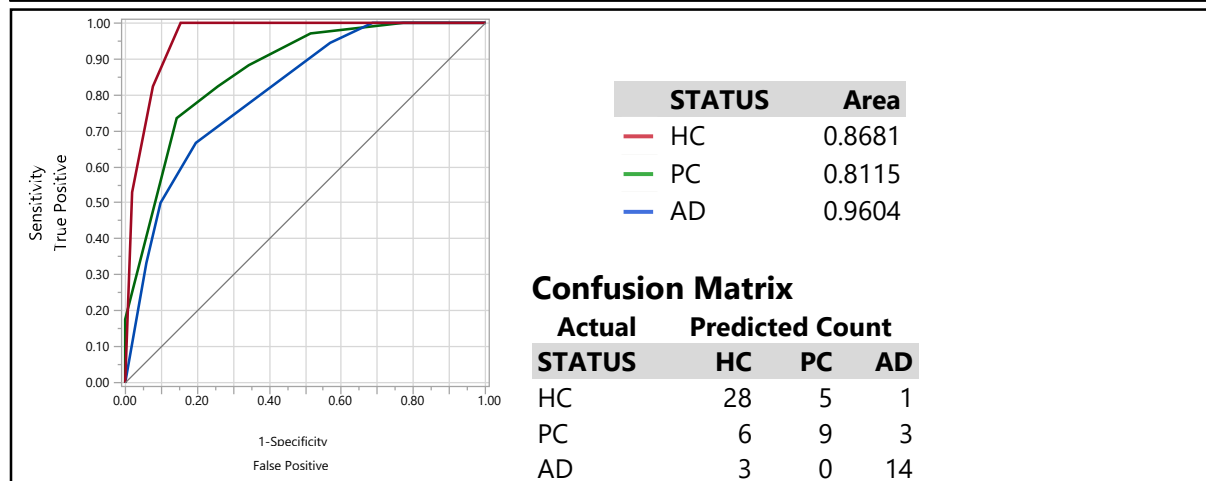 Sensitivity
True Positive
1.00
0.90
0.80
0.70
0.60
0.50
0.40
0.30
0.20
0.10
0.00
0.00 0.20 0.40 0.60 0.80 1.00
1-Specificity
False Positive
STATUS Area
HC 0.8681
PC 0.8115
AD 0.9604
Confusion Matrix
Actual Predicted Count
STATUS HC PC AD
HC 28 5 1
PC 6 9 3
AD 3 0 14